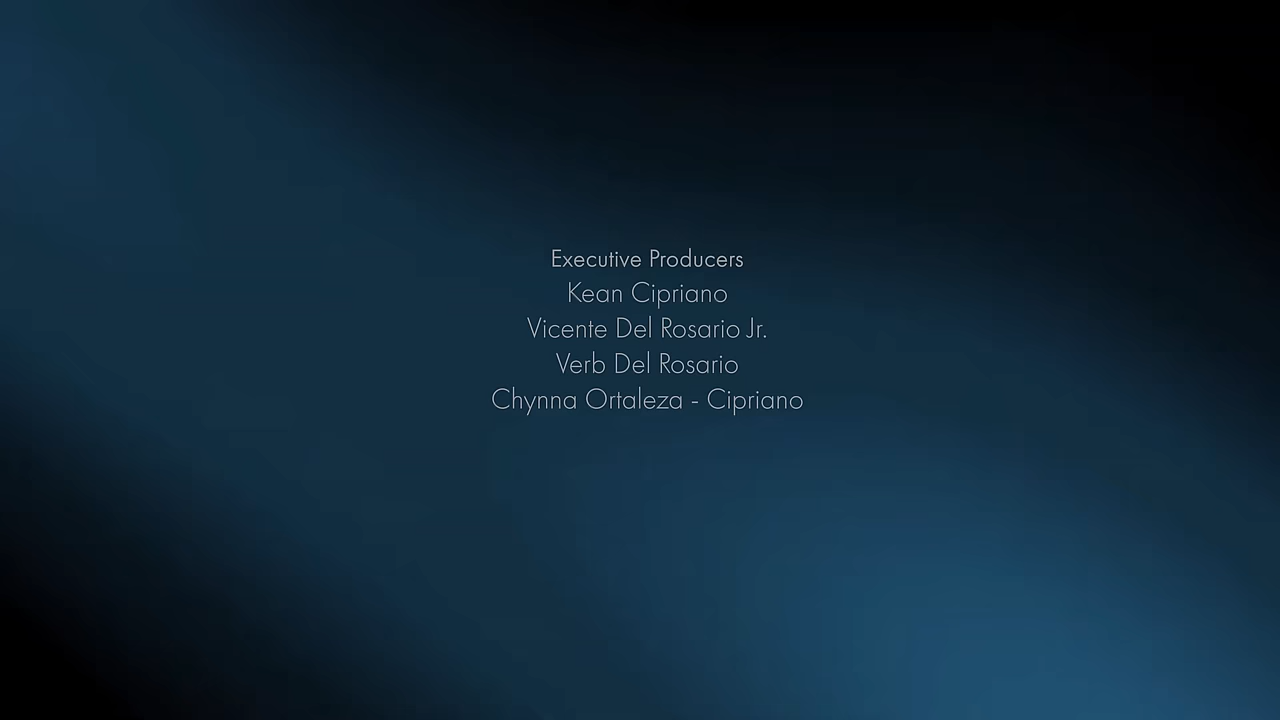 Executive Producers
Kean Cipriano
Vicente Del Rosario Jr.
Verb Del Rosario
Chynna Ortaleza - Cipriano